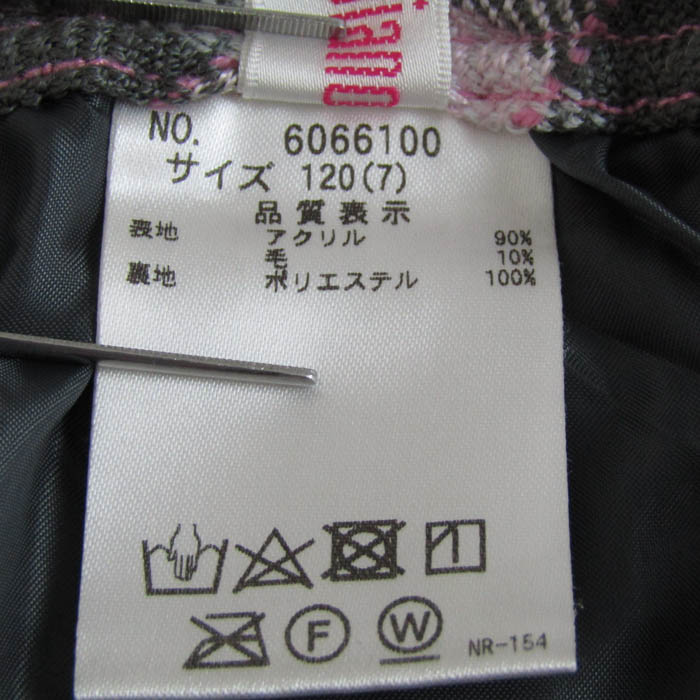 NO. 6066100
サイズ 120(7)
品質表示
表地 アクリル 90%
毛 10%
裏地 ポリエステル 100%
F W NR-154